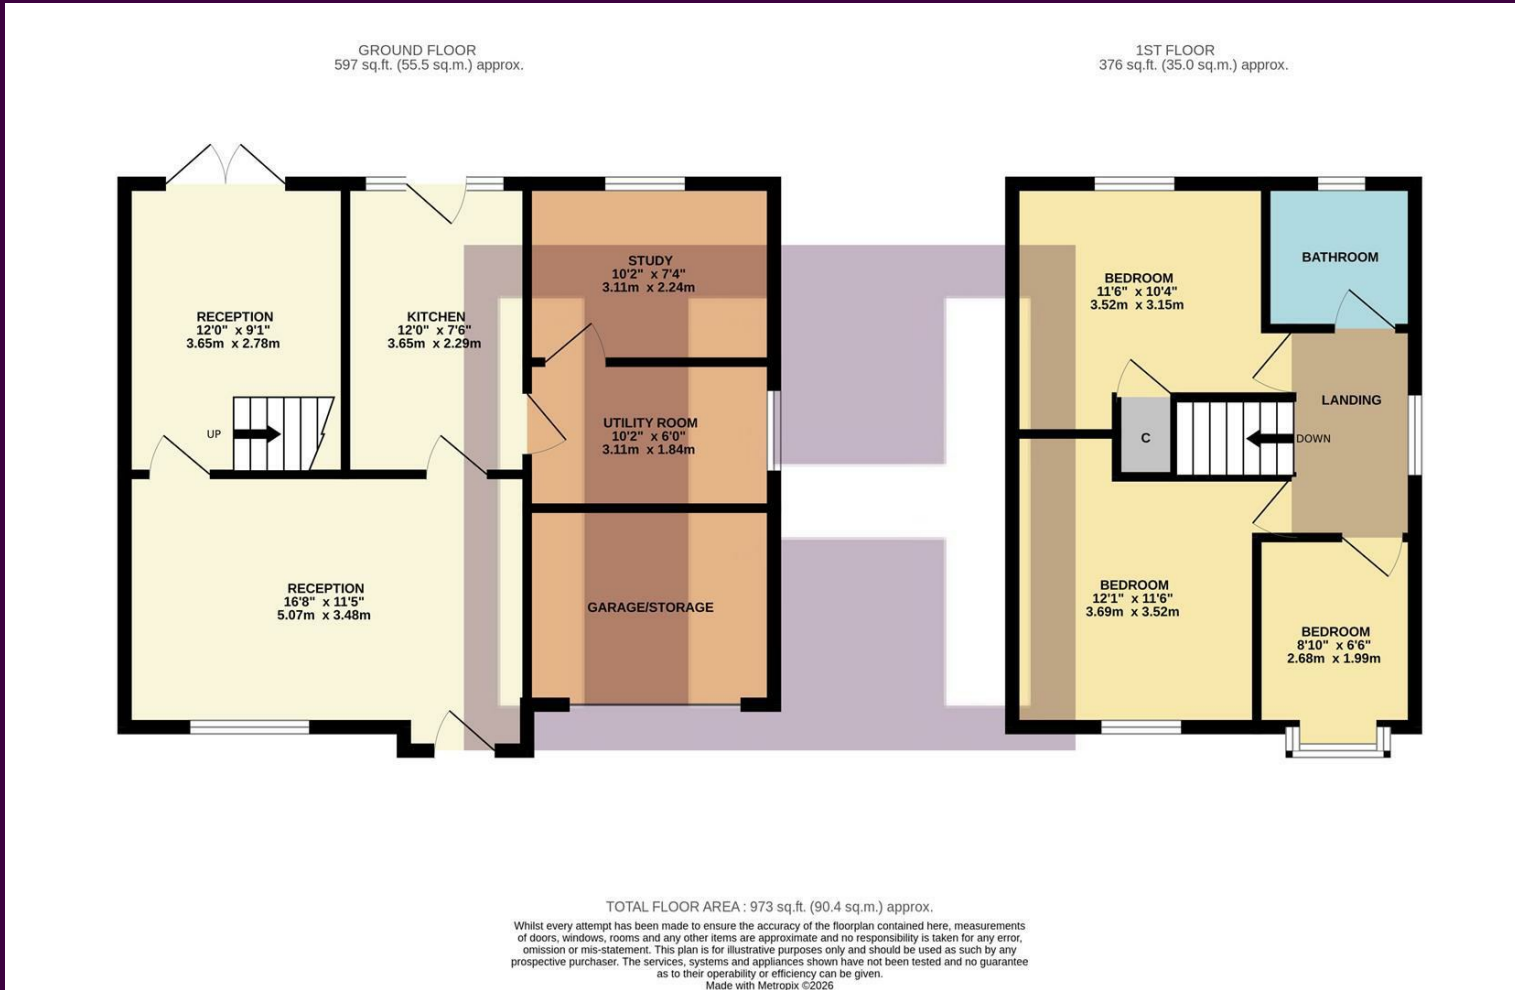 GROUND FLOOR
597 sq.ft. (55.5 sq.m.) approx.
1ST FLOOR
376 sq.ft. (35.0 sq.m.) approx.
RECEPTION
12'0" x 9'1"
3.65m x 2.78m
UP
KITCHEN
12'0" x 7'6"
3.65m x 2.29m
STUDY
10'2" x 7'4"
3.11m x 2.24m
UTILITY ROOM
10'2" x 6'0"
3.11m x 1.84m
RECEPTION
16'8" x 11'5"
5.07m x 3.48m
GARAGE/STORAGE
BEDROOM
11'6" x 10'4"
3.52m x 3.15m
BATHROOM
LANDING
C
DOWN
BEDROOM
12'1" x 11'6"
3.69m x 3.52m
BEDROOM
8'10" x 6'6"
2.68m x 1.99m
TOTAL FLOOR AREA : 973 sq.ft. (90.4 sq.m.) approx.
Whilst every attempt has been made to ensure the accuracy of the floorplan contained here, measurements
of doors, windows, rooms and any other items are approximate and no responsibility is taken for any error,
omission or mis-statement. This plan is for illustrative purposes only and should be used as such by any
prospective purchaser. The services, systems and appliances shown have not been tested and no guarantee
as to their operability or efficiency can be given.
Made with Metropix ©2026